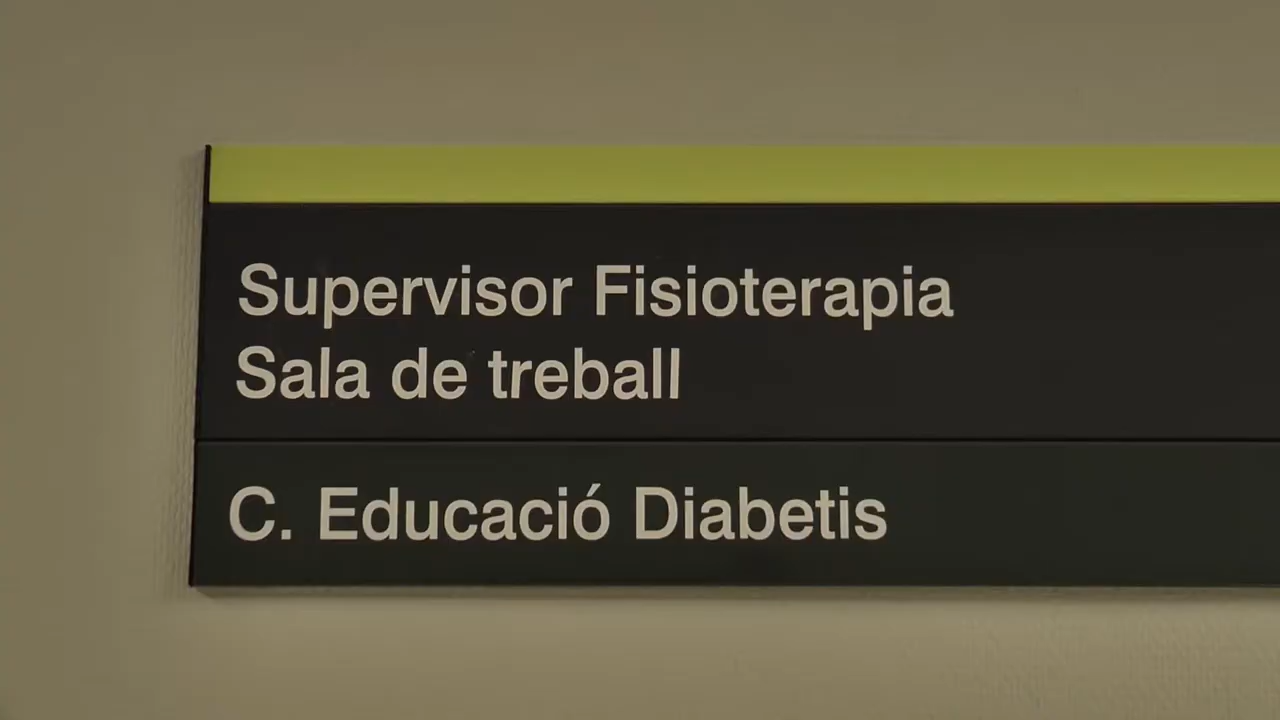 Supervisor Fisioterapia
Sala de treball
C. Educació Diabetis